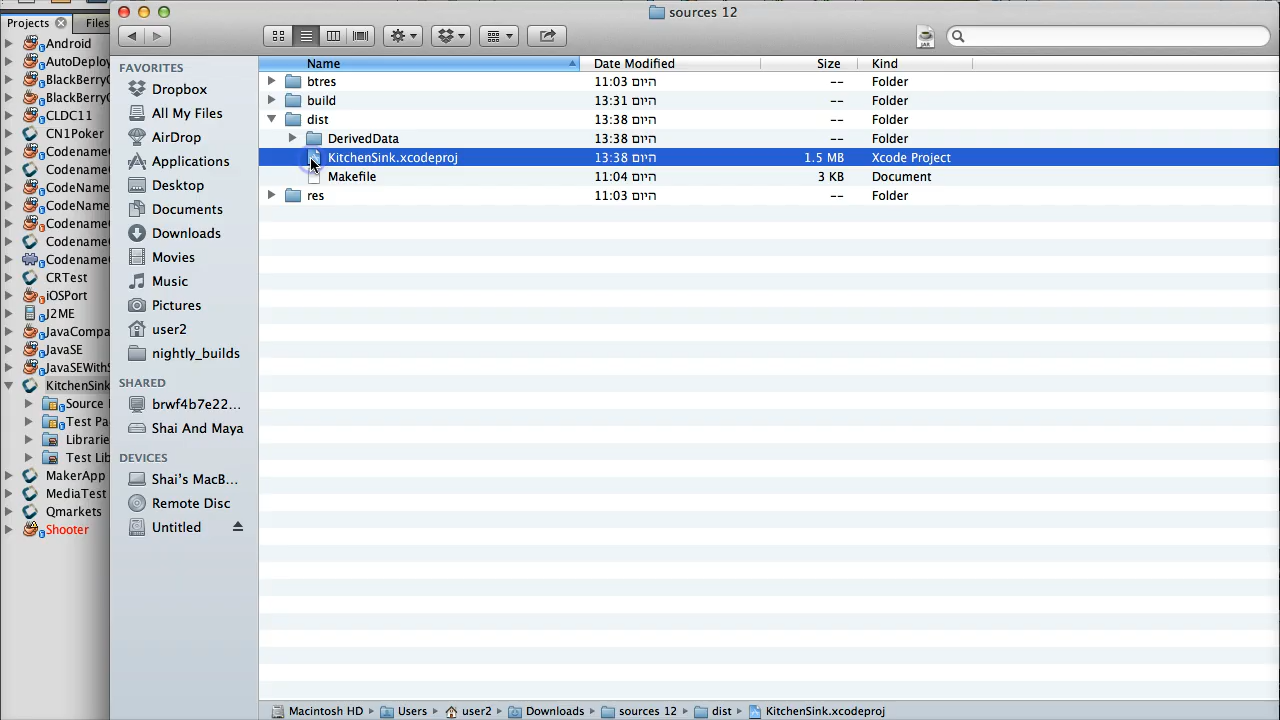 sources 12
Projects
Files
Android
AutoDeploy
BlackBerry
BlackBerry
CLDC11
CN1Poker
Codename
Codename
CodeName
CodeName
Codename
Codename
Codename
CRTest
iOSPort
J2ME
JavaCompa
JavaSE
JavaSEWith
KitchenSink
Source
Test Pa
Libraries
Test Lib
MakerApp
MediaTest
Qmarkets
Shooter
FAVORITES
Dropbox
All My Files
AirDrop
Applications
Desktop
Documents
Downloads
Movies
Music
Pictures
user2
nightly_builds
SHARED
brwf4b7e22...
Shai And Maya
DEVICES
Shai's MacB...
Remote Disc
Untitled
JAR
Name Date Modified Size Kind
btres היום 11:03 -- Folder
build היום 13:31 -- Folder
dist היום 13:38 -- Folder
DerivedData היום 13:38 -- Folder
KitchenSink.xcodeproj היום 13:38 1.5 MB Xcode Project
Makefile היום 11:04 3 KB Document
res היום 11:03 -- Folder
Macintosh HD Users user2 Downloads sources 12 dist KitchenSink.xcodeproj